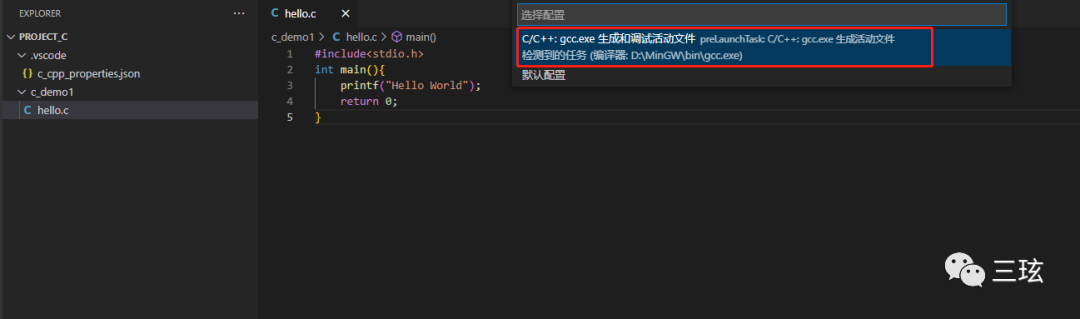 EXPLORER
PROJECT_C
.vscode
c_cpp_properties.json
c_demo1
hello.c
hello.c
c_demo1 > C hello.c > main()
1 #include<stdio.h>
2 int main(){
3 printf("Hello World");
4 return 0;
5 }
选择配置
C/C++: gcc.exe 生成和调试活动文件 preLaunchTask: C/C++: gcc.exe 生成活动文件
检测到的任务 (编译器: D:\MinGW\bin\gcc.exe)
默认配置
三玹